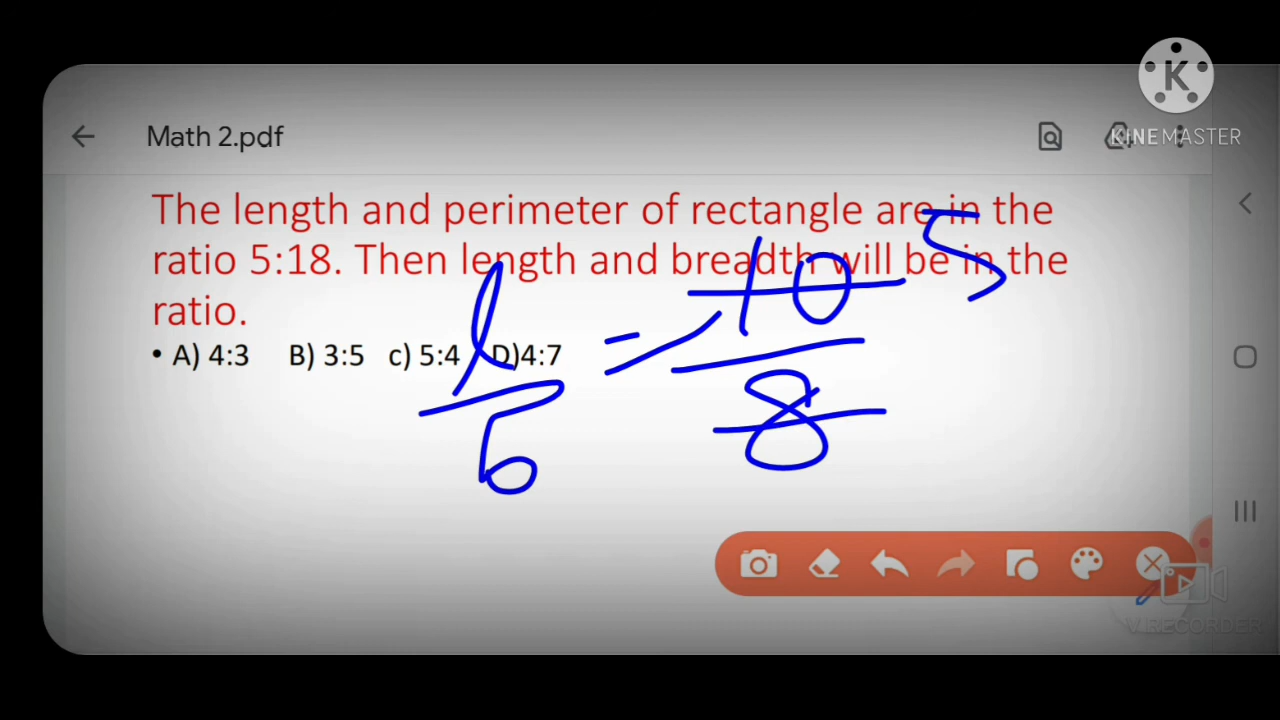 K
KINEMASTER
Math 2.pdf
The length and perimeter of rectangle are in the
ratio 5:18. Then length and breadth will be in the
ratio.
• A) 4:3 B) 3:5 c) 5:4 D)4:7
l/b = 10/8
5
V RECORDER